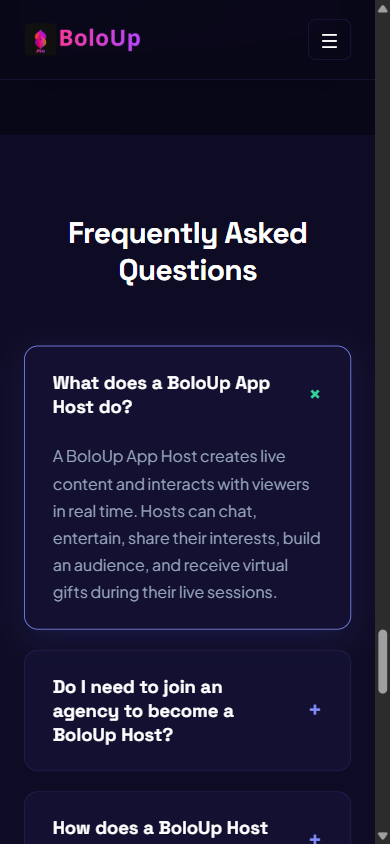 BoloUp
Frequently Asked
Questions
What does a BoloUp App
Host do?
A BoloUp App Host creates live
content and interacts with viewers
in real time. Hosts can chat,
entertain, share their interests, build
an audience, and receive virtual
gifts during their live sessions.
Do I need to join an
agency to become a
BoloUp Host?
How does a BoloUp Host